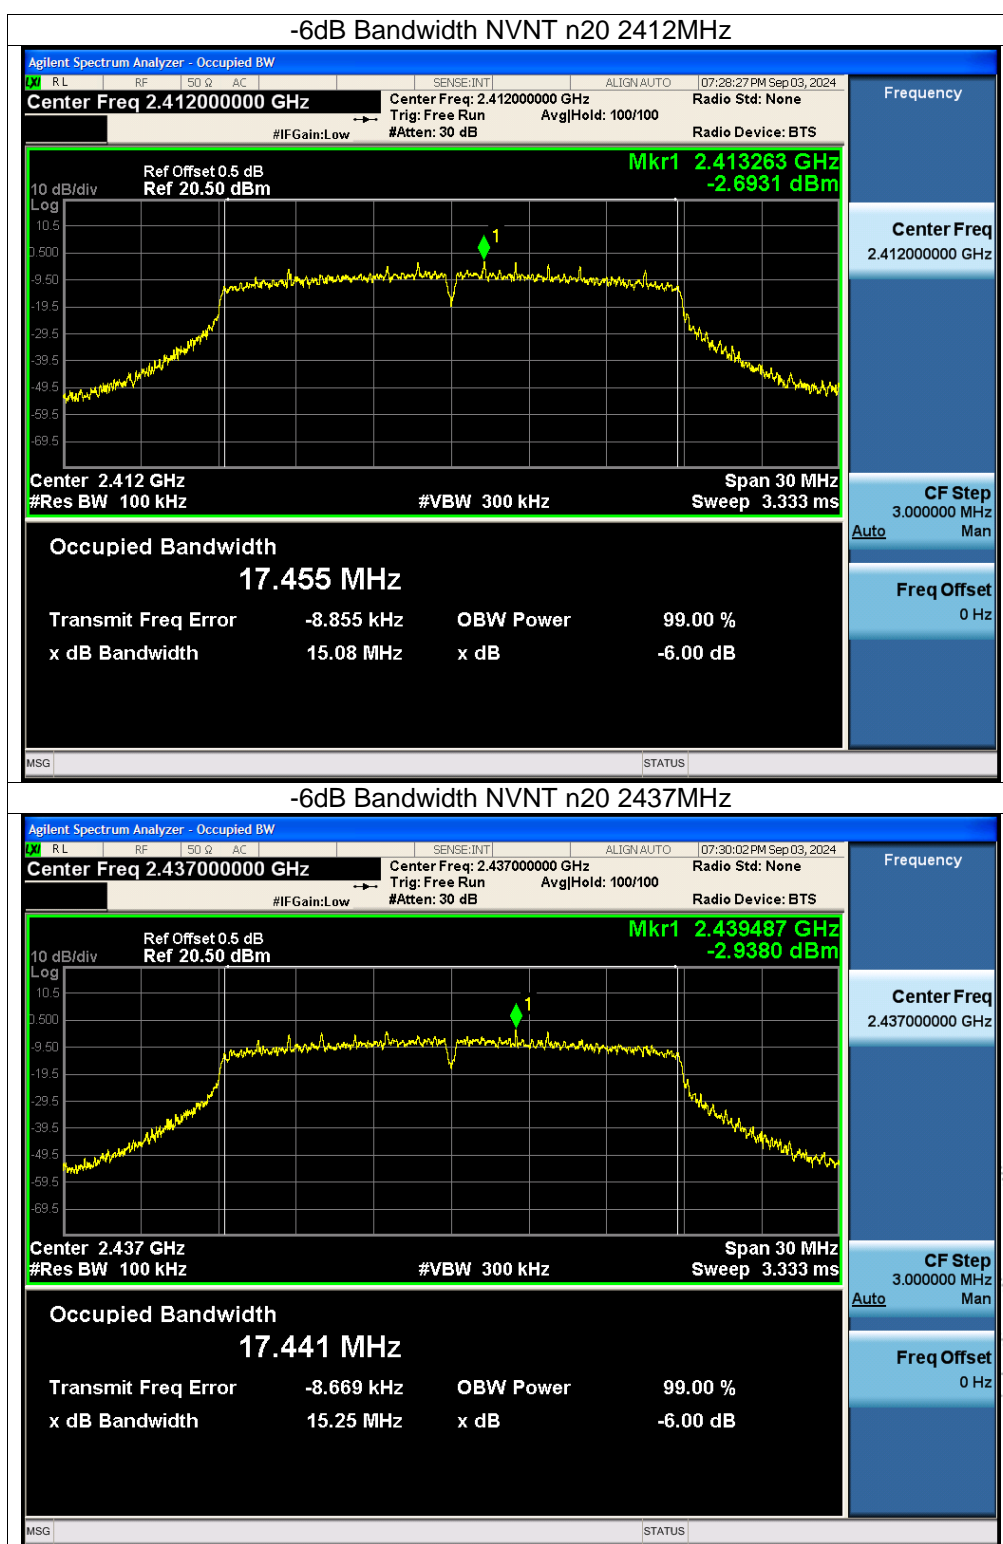 -6dB Bandwidth NVNT n20 2412MHz
Agilent Spectrum Analyzer - Occupied BW
LXI RL RF 50 Ω AC SENSE:INT ALIGN AUTO 07:28:27 PM Sep 03, 2024
Center Freq 2.412000000 GHz
Center Freq: 2.412000000 GHz
Radio Std: None
Trig: Free Run Avg|Hold: 100/100
#IFGain:Low #Atten: 30 dB Radio Device: BTS
Frequency
Mkr1 2.413263 GHz
-2.6931 dBm
Ref Offset 0.5 dB
10 dB/div Ref 20.50 dBm
Log
10.5
0.500
-9.50
-19.5
-29.5
-39.5
-49.5
-59.5
-69.5
1
Center 2.412 GHz Span 30 MHz
#Res BW 100 kHz #VBW 300 kHz Sweep 3.333 ms
Center Freq
2.412000000 GHz
CF Step
3.000000 MHz
Auto Man
Freq Offset
0 Hz
Occupied Bandwidth
17.455 MHz
Transmit Freq Error -8.855 kHz OBW Power 99.00 %
x dB Bandwidth 15.08 MHz x dB -6.00 dB
MSG STATUS
-6dB Bandwidth NVNT n20 2437MHz
Agilent Spectrum Analyzer - Occupied BW
LXI RL RF 50 Ω AC SENSE:INT ALIGN AUTO 07:30:02 PM Sep 03, 2024
Center Freq 2.437000000 GHz
Center Freq: 2.437000000 GHz
Radio Std: None
Trig: Free Run Avg|Hold: 100/100
#IFGain:Low #Atten: 30 dB Radio Device: BTS
Frequency
Mkr1 2.439487 GHz
-2.9380 dBm
Ref Offset 0.5 dB
10 dB/div Ref 20.50 dBm
Log
10.5
0.500
-9.50
-19.5
-29.5
-39.5
-49.5
-59.5
-69.5
1
Center 2.437 GHz Span 30 MHz
#Res BW 100 kHz #VBW 300 kHz Sweep 3.333 ms
Center Freq
2.437000000 GHz
CF Step
3.000000 MHz
Auto Man
Freq Offset
0 Hz
Occupied Bandwidth
17.441 MHz
Transmit Freq Error -8.669 kHz OBW Power 99.00 %
x dB Bandwidth 15.25 MHz x dB -6.00 dB
MSG STATUS